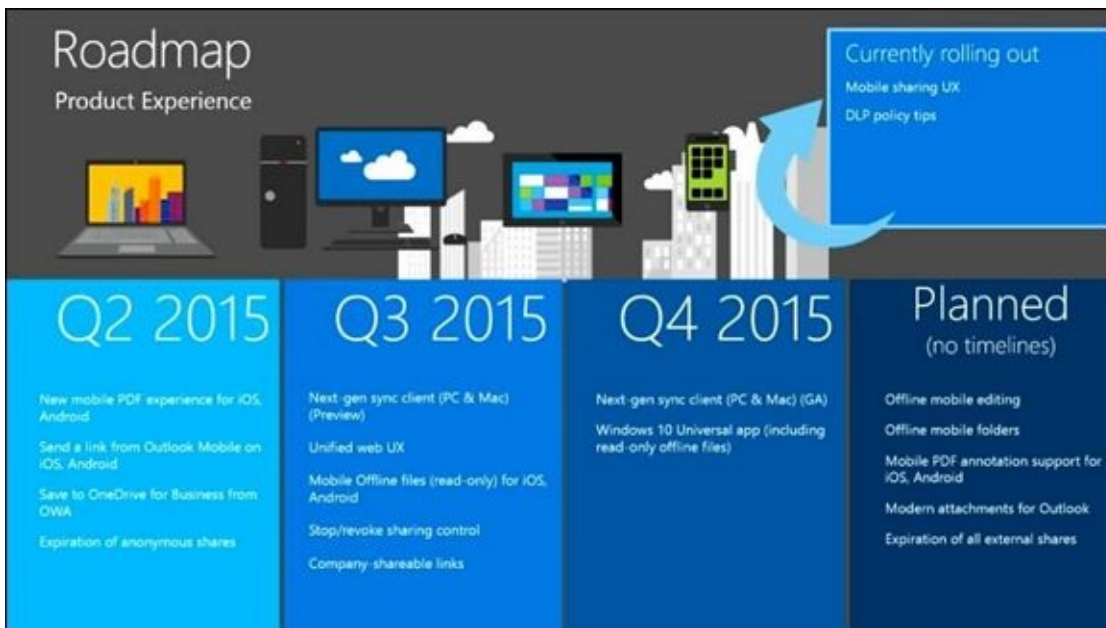 Roadmap
Product Experience
Currently rolling out
Mobile sharing UX
DLP policy tips
Q2 2015
New mobile PDF experience for iOS,
Android
Send a link from Outlook Mobile on
iOS, Android
Save to OneDrive for Business from
OWA
Expiration of anonymous shares
Q3 2015
Next-gen sync client (PC & Mac)
(Preview)
Unified web UX
Mobile Offline files (read-only) for iOS,
Android
Stop/revoke sharing control
Company-shareable links
Q4 2015
Next-gen sync client (PC & Mac) (GA)
Windows 10 Universal app (including
read-only offline files)
Planned
(no timelines)
Offline mobile editing
Offline mobile folders
Mobile PDF annotation support for
iOS, Android
Modern attachments for Outlook
Expiration of all external shares